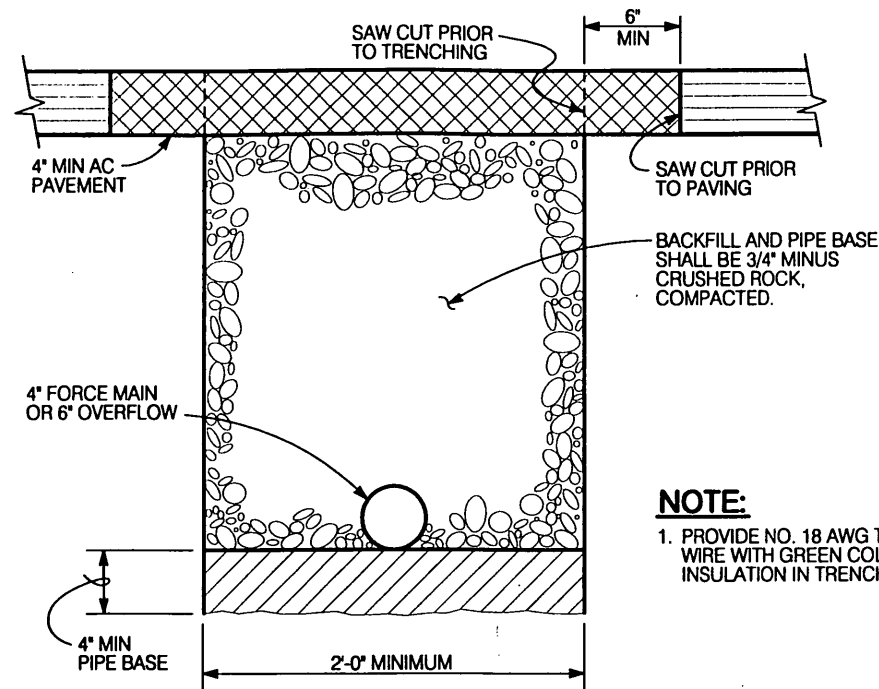 SAW CUT PRIOR
TO TRENCHING
6"
MIN
4" MIN AC
PAVEMENT
SAW CUT PRIOR
TO PAVING
BACKFILL AND PIPE BASE
SHALL BE 3/4" MINUS
CRUSHED ROCK,
COMPACTED.
4" FORCE MAIN
OR 6" OVERFLOW
NOTE:
1. PROVIDE NO. 18 AWG
WIRE WITH GREEN
INSULATION IN
4" MIN
PIPE BASE
2'-0" MINIMUM